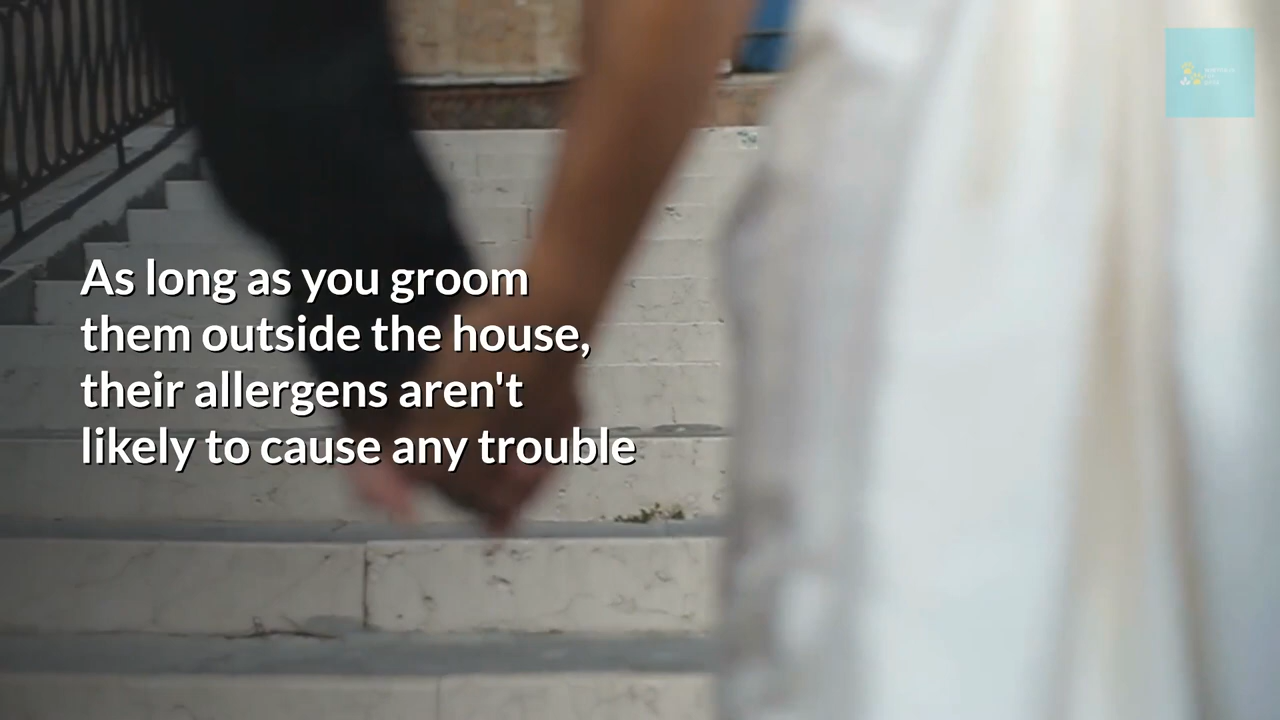 As long as you groom
them outside the house,
their allergens aren't
likely to cause any trouble